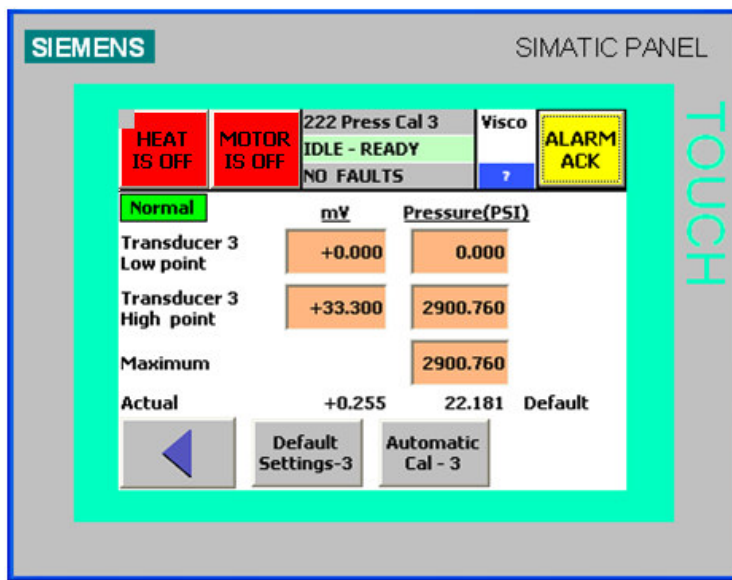 SIEMENS
SIMATIC PANEL
TOUCH
HEAT
IS OFF
MOTOR
IS OFF
222 Press Cal 3
IDLE - READY
NO FAULTS
Visco
?
ALARM
ACK
Normal
mV Pressure(PSI)
Transducer 3
Low point
+0.000 0.000
Transducer 3
High point
+33.300 2900.760
Maximum 2900.760
Actual +0.255 22.181 Default
Default
Settings-3
Automatic
Cal - 3